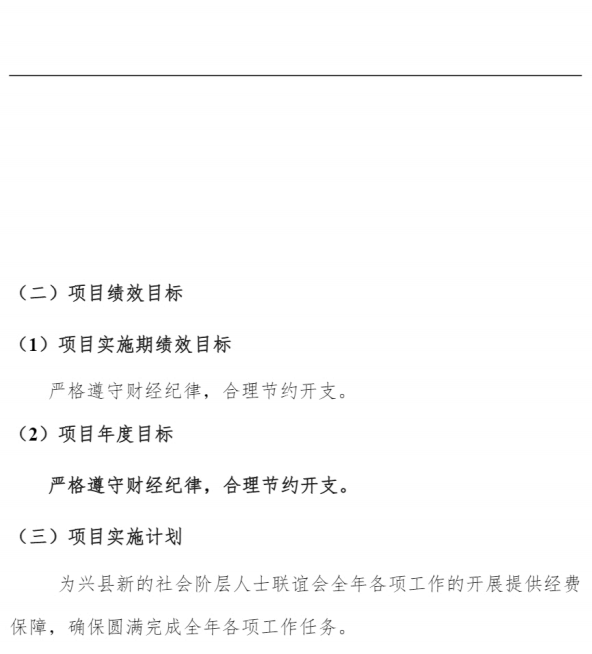 （二）项目绩效目标
（1）项目实施期绩效目标
严格遵守财经纪律，合理节约开支。
（2）项目年度目标
严格遵守财经纪律，合理节约开支。
（三）项目实施计划
为兴县新的社会阶层人士联谊会全年各项工作的开展提供经费
保障，确保圆满完成全年各项工作任务。